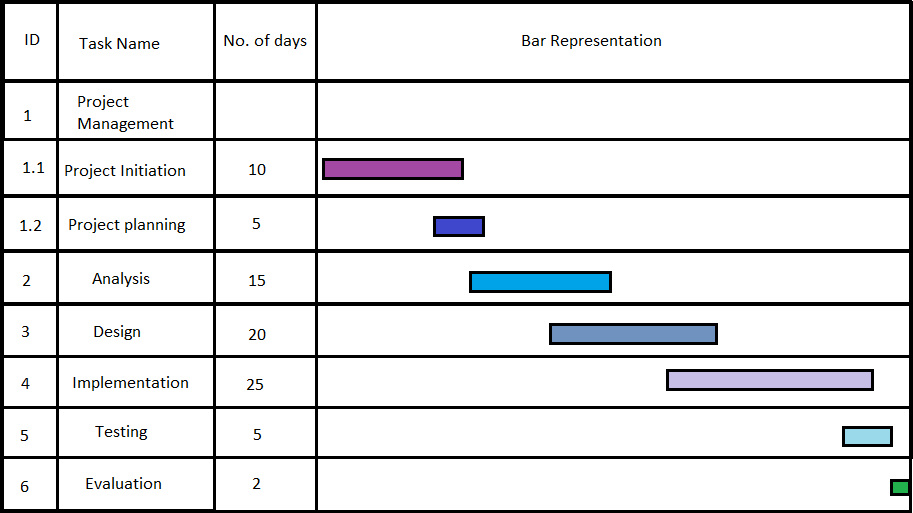 ID
Task Name
No. of days
Bar Representation
1
Project
Management
1.1
Project Initiation
10
1.2
Project planning
5
2
Analysis
15
3
Design
20
4
Implementation
25
5
Testing
5
6
Evaluation
2